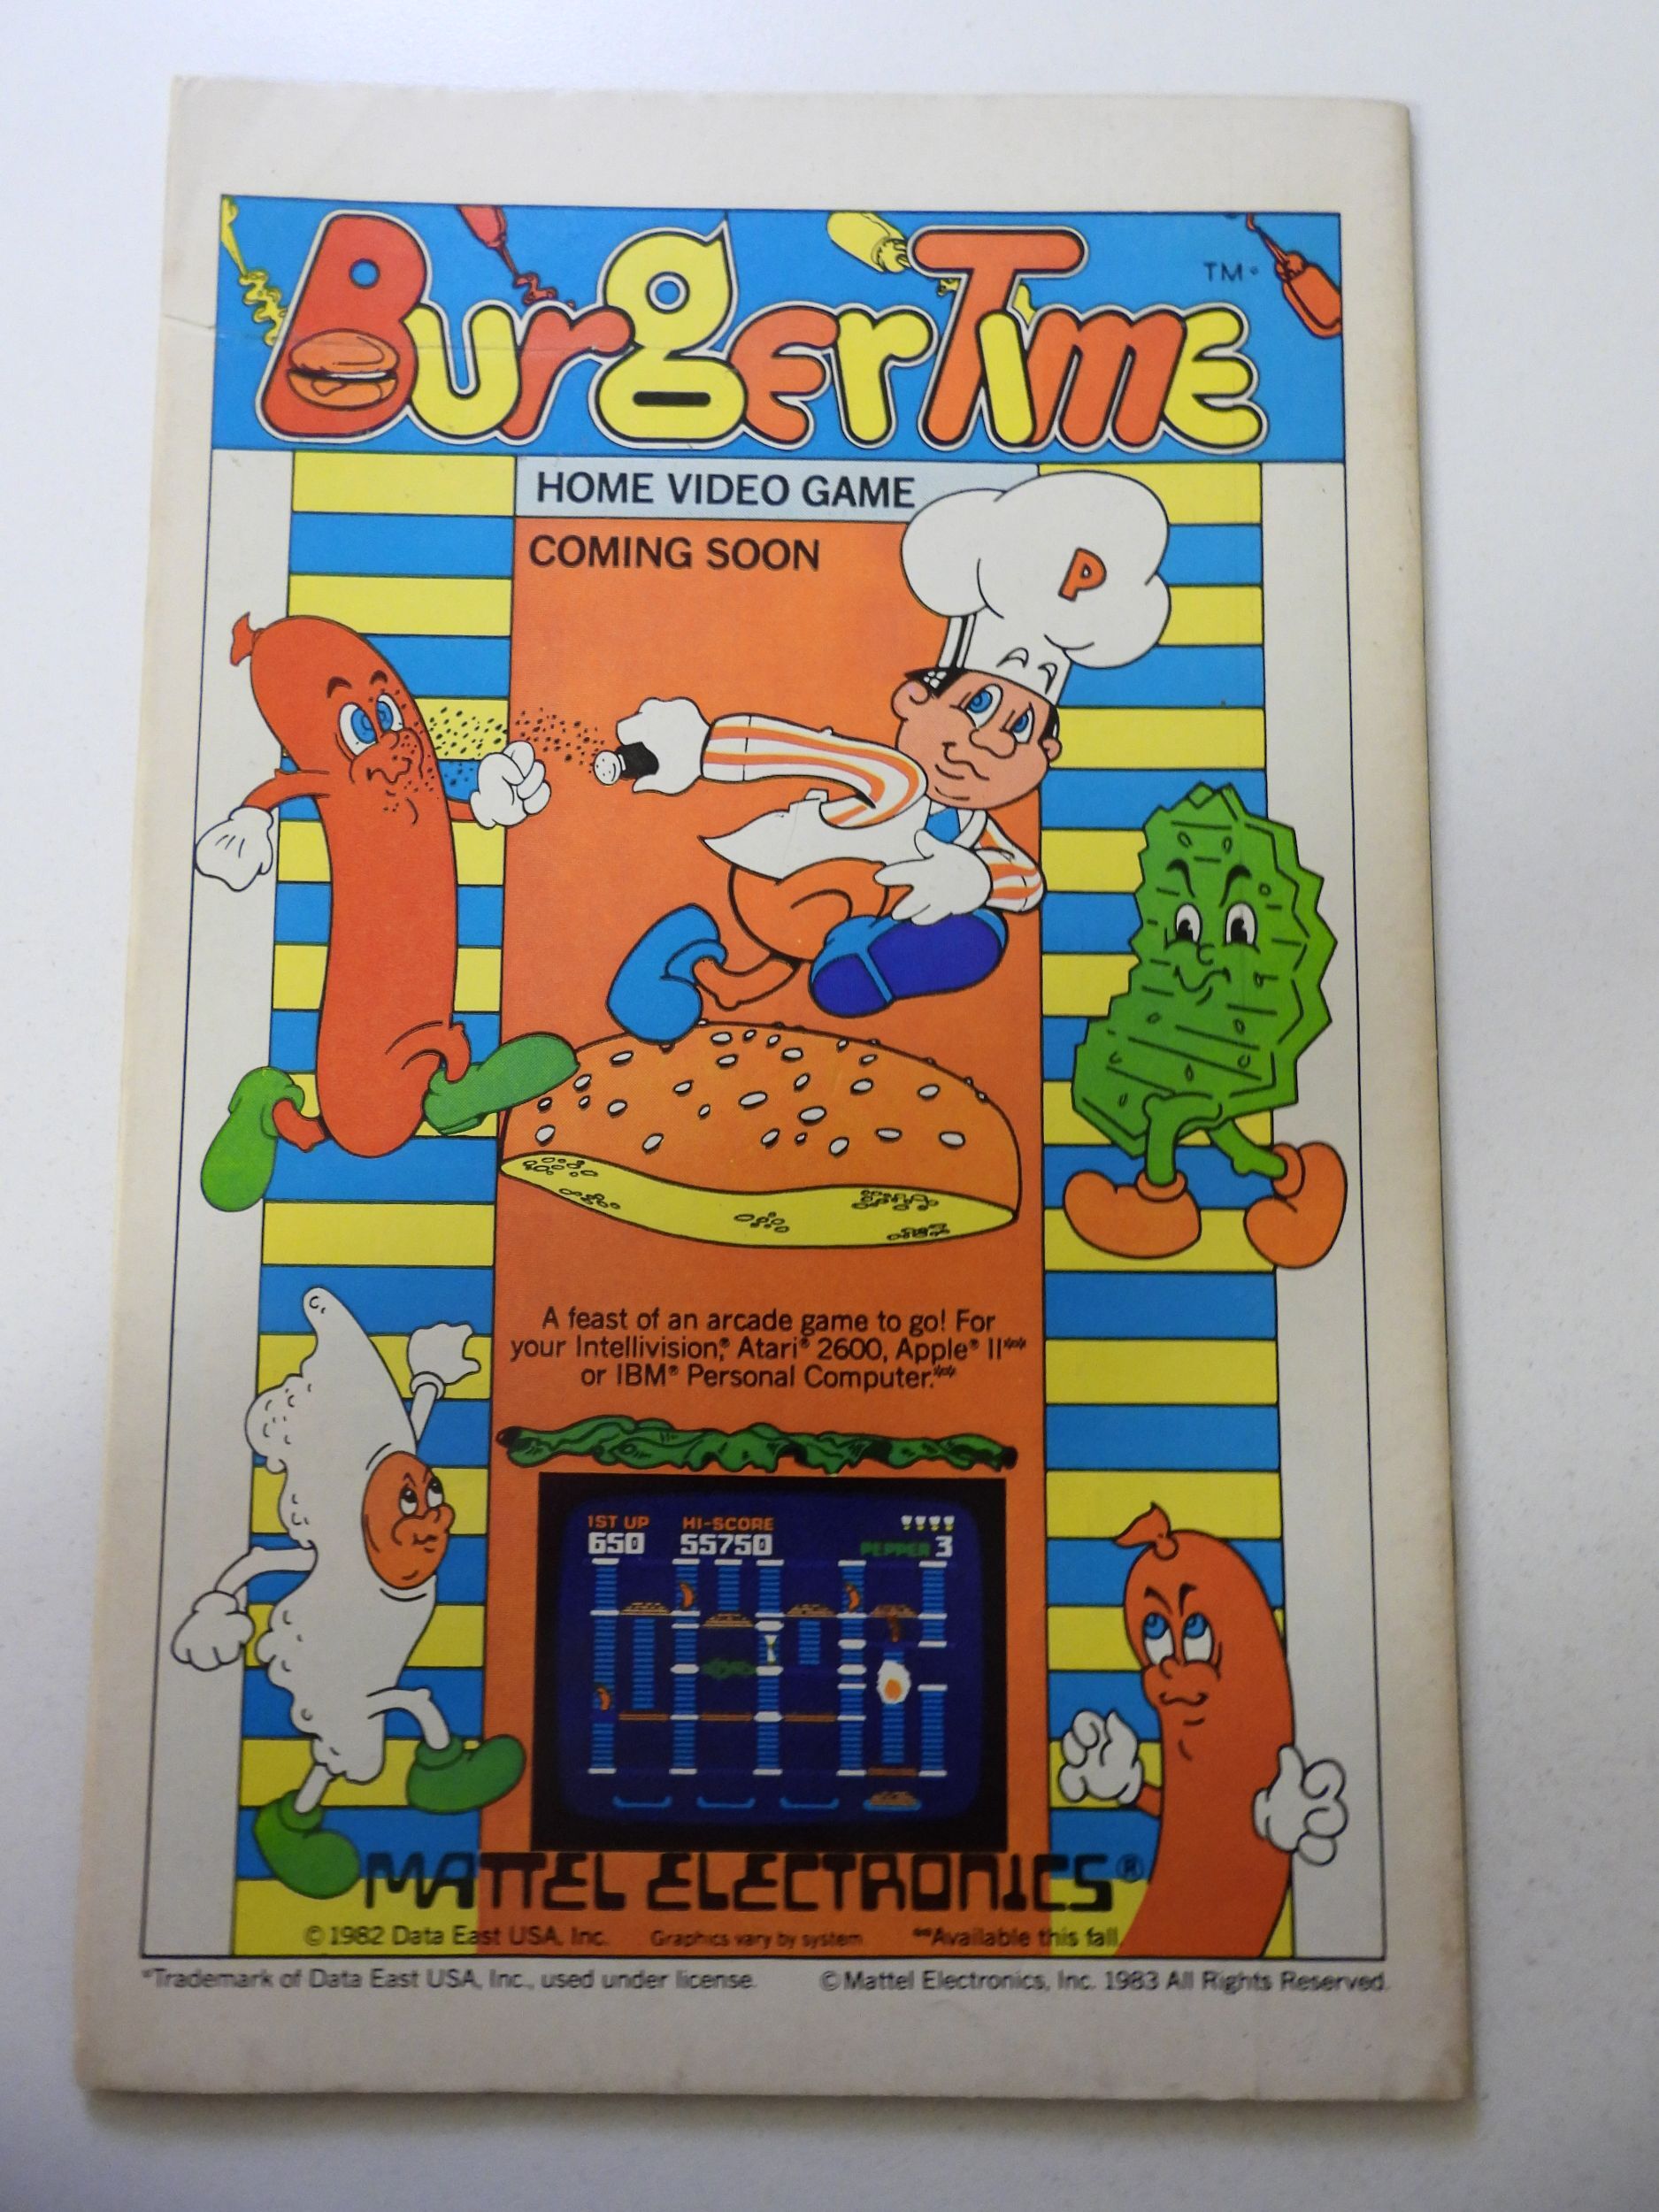 BurgerTime
TM*
HOME VIDEO GAME
COMING SOON
P
A feast of an arcade game to go! For
your Intellivision,® Atari® 2600, Apple® II**
or IBM® Personal Computer.**
1ST UP HI-SCORE
650 55750 PEPPER 3
MATTEL ELECTRONICS®
© 1982 Data East USA, Inc. Graphics vary by system **Available this fall
*Trademark of Data East USA, Inc., used under license. © Mattel Electronics, Inc. 1983 All Rights Reserved.